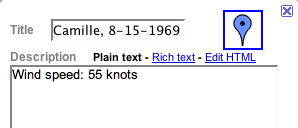 Title Camille, 8-15-1969
Description Plain text - Rich text - Edit HTML
Wind speed: 55 knots